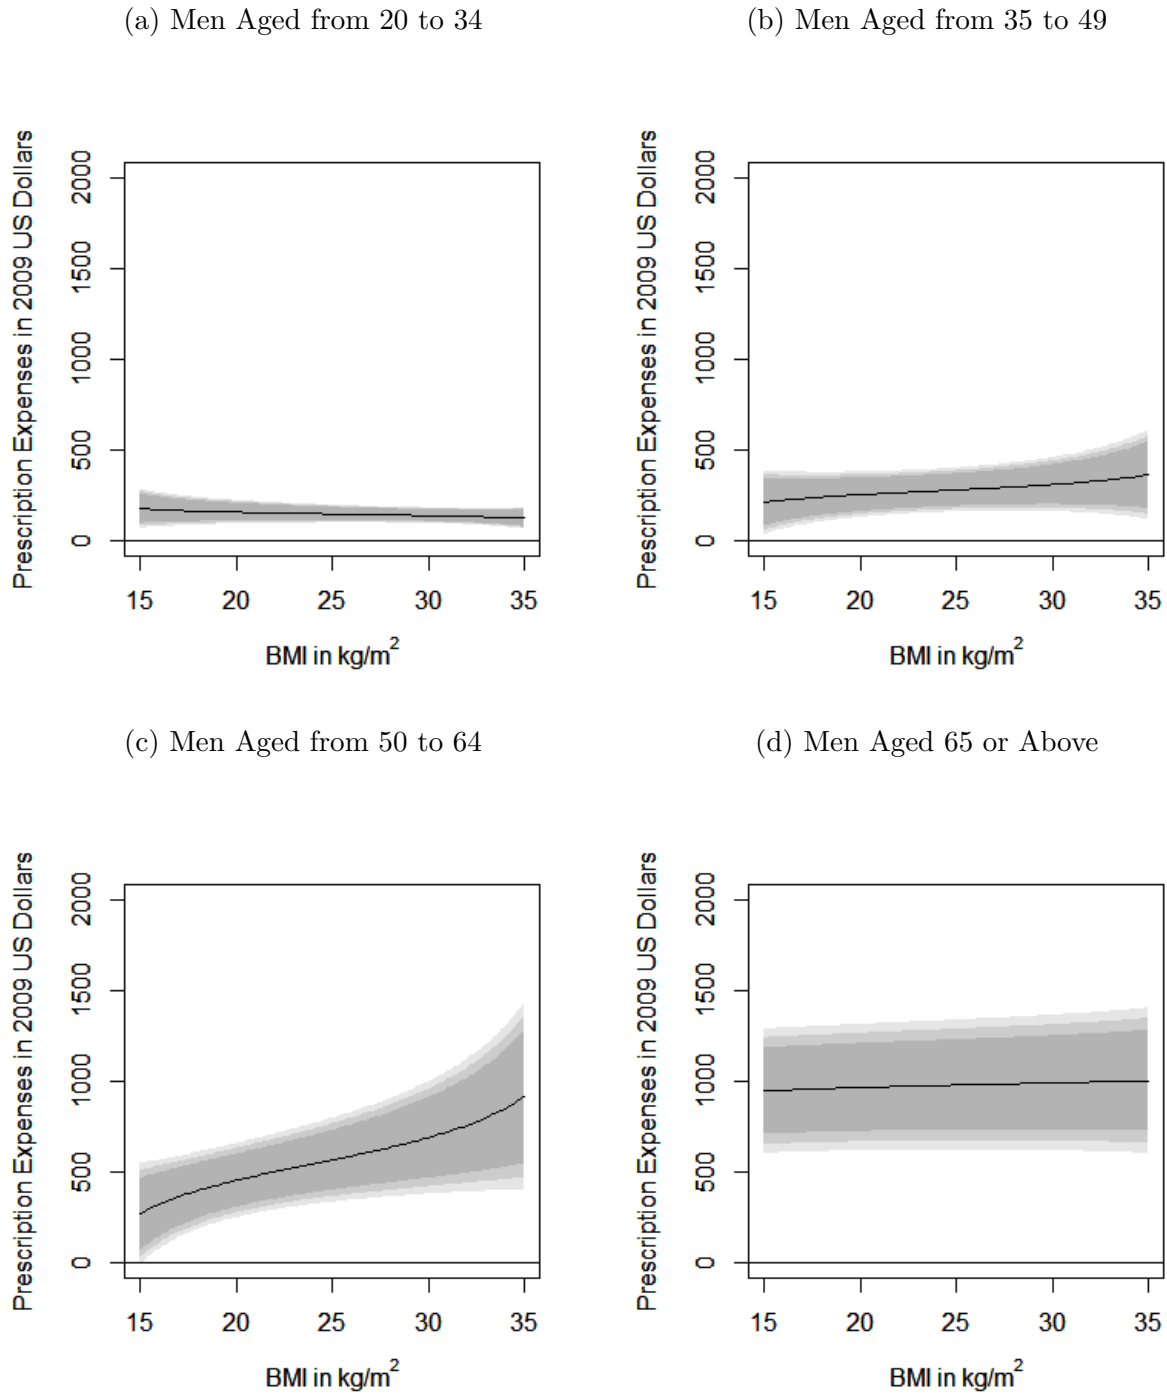 (a) Men Aged from 20 to 34
Prescription Expenses in 2009 US Dollars
2000
1500
1000
500
0
15 20 25 30 35
BMI in kg/m²
(b) Men Aged from 35 to 49
Prescription Expenses in 2009 US Dollars
2000
1500
1000
500
0
15 20 25 30 35
BMI in kg/m²
(c) Men Aged from 50 to 64
Prescription Expenses in 2009 US Dollars
2000
1500
1000
500
0
15 20 25 30 35
BMI in kg/m²
(d) Men Aged 65 or Above
Prescription Expenses in 2009 US Dollars
2000
1500
1000
500
0
15 20 25 30 35
BMI in kg/m²